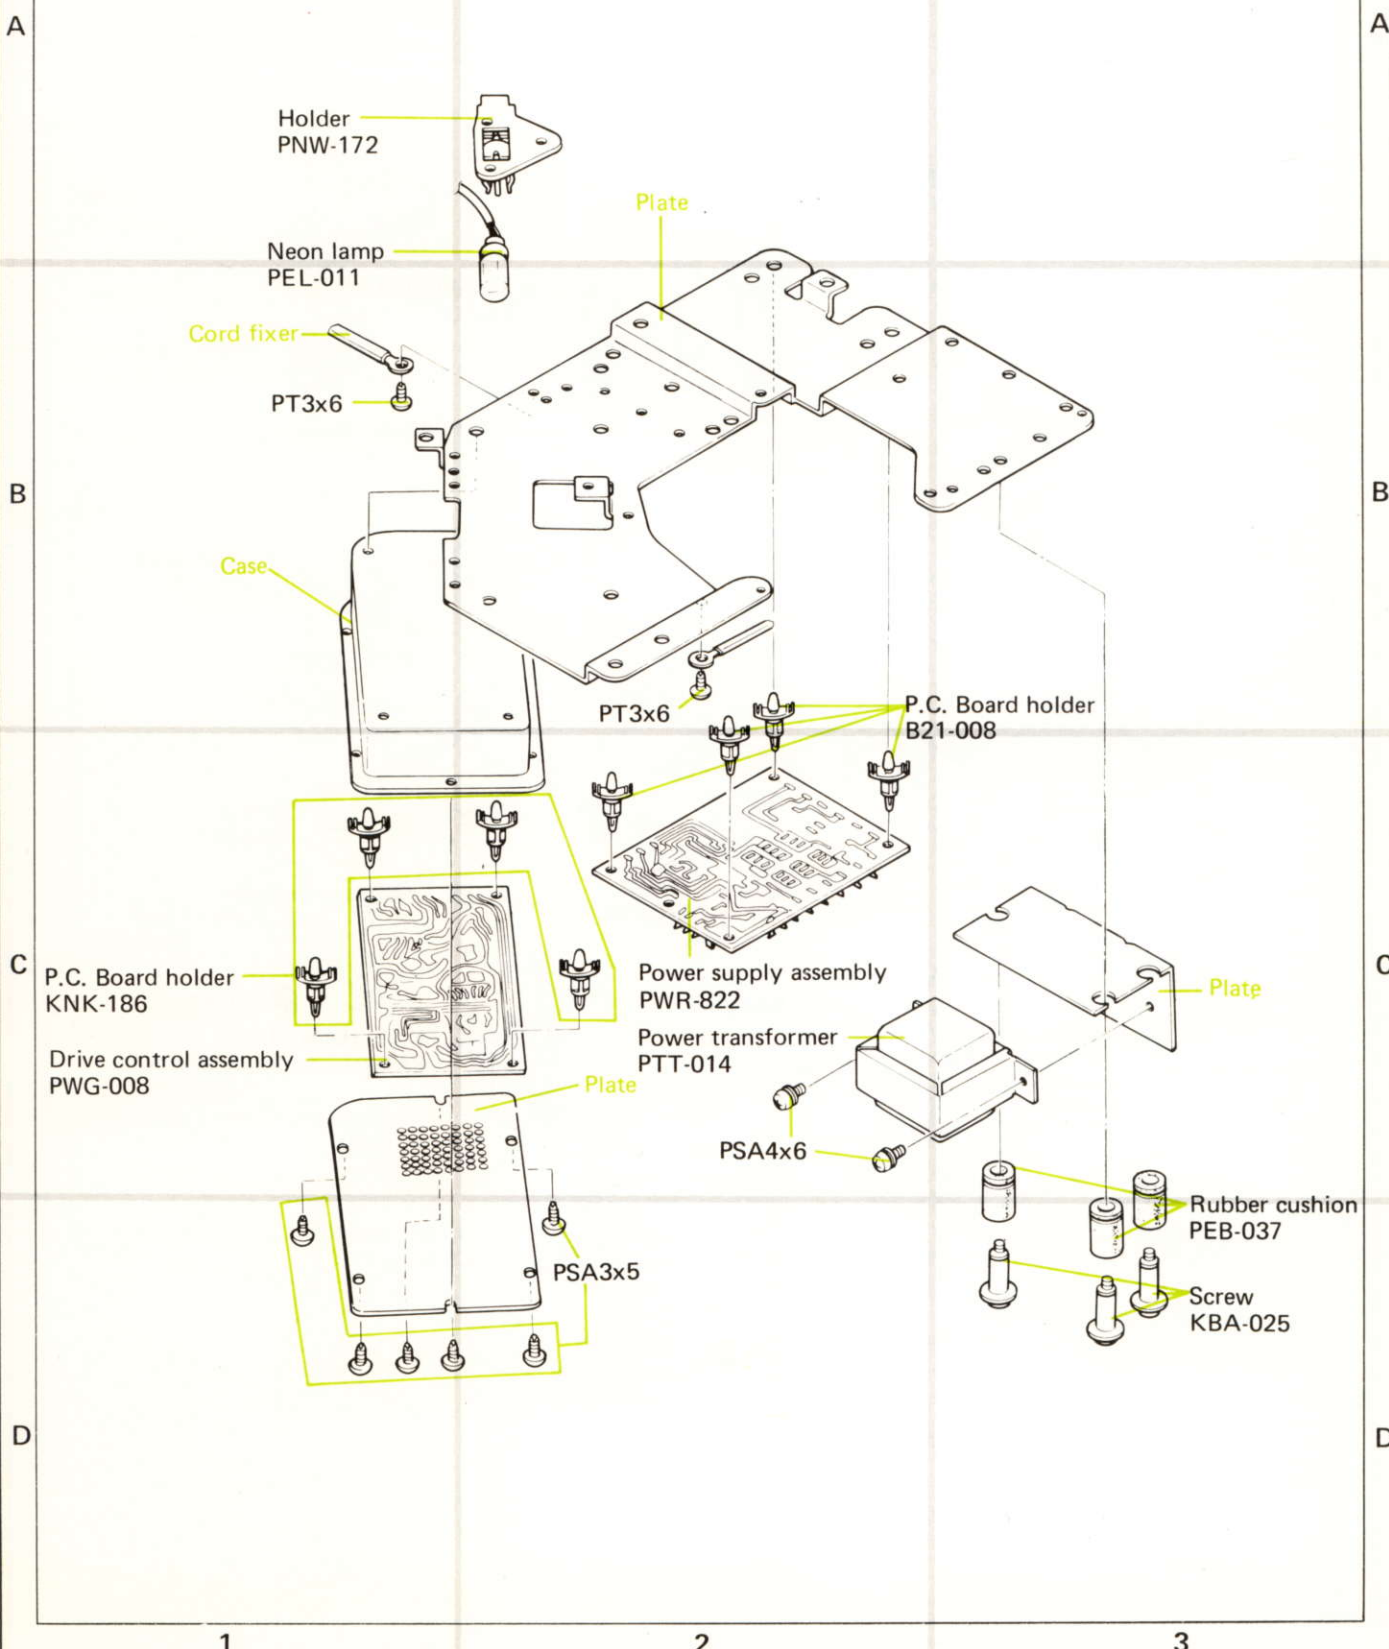 A
A
Holder
PNW-172
Plate
Neon lamp
PEL-011
Cord fixer
PT3x6
B
B
Case
PT3x6
P.C. Board holder
B21-008
C
C
P.C. Board holder
KNK-186
Power supply assembly
PWR-822
Plate
Power transformer
PTT-014
Drive control assembly
PWG-008
Plate
PSA4x6
Rubber cushion
PEB-037
PSA3x5
Screw
KBA-025
D
D
1
2
3